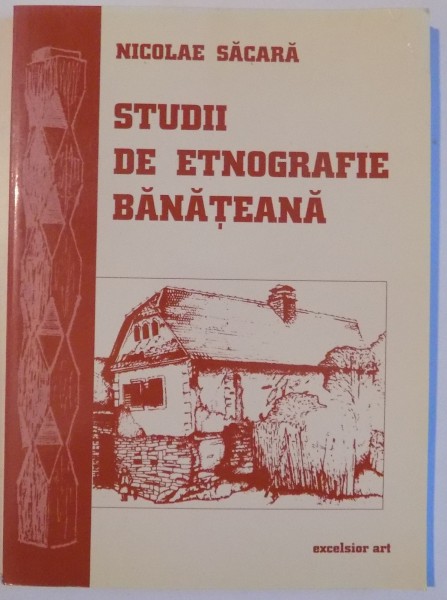 NICOLAE SĂCARĂ
STUDII
DE ETNOGRAFIE
BĂNĂȚEANĂ
excelsior art